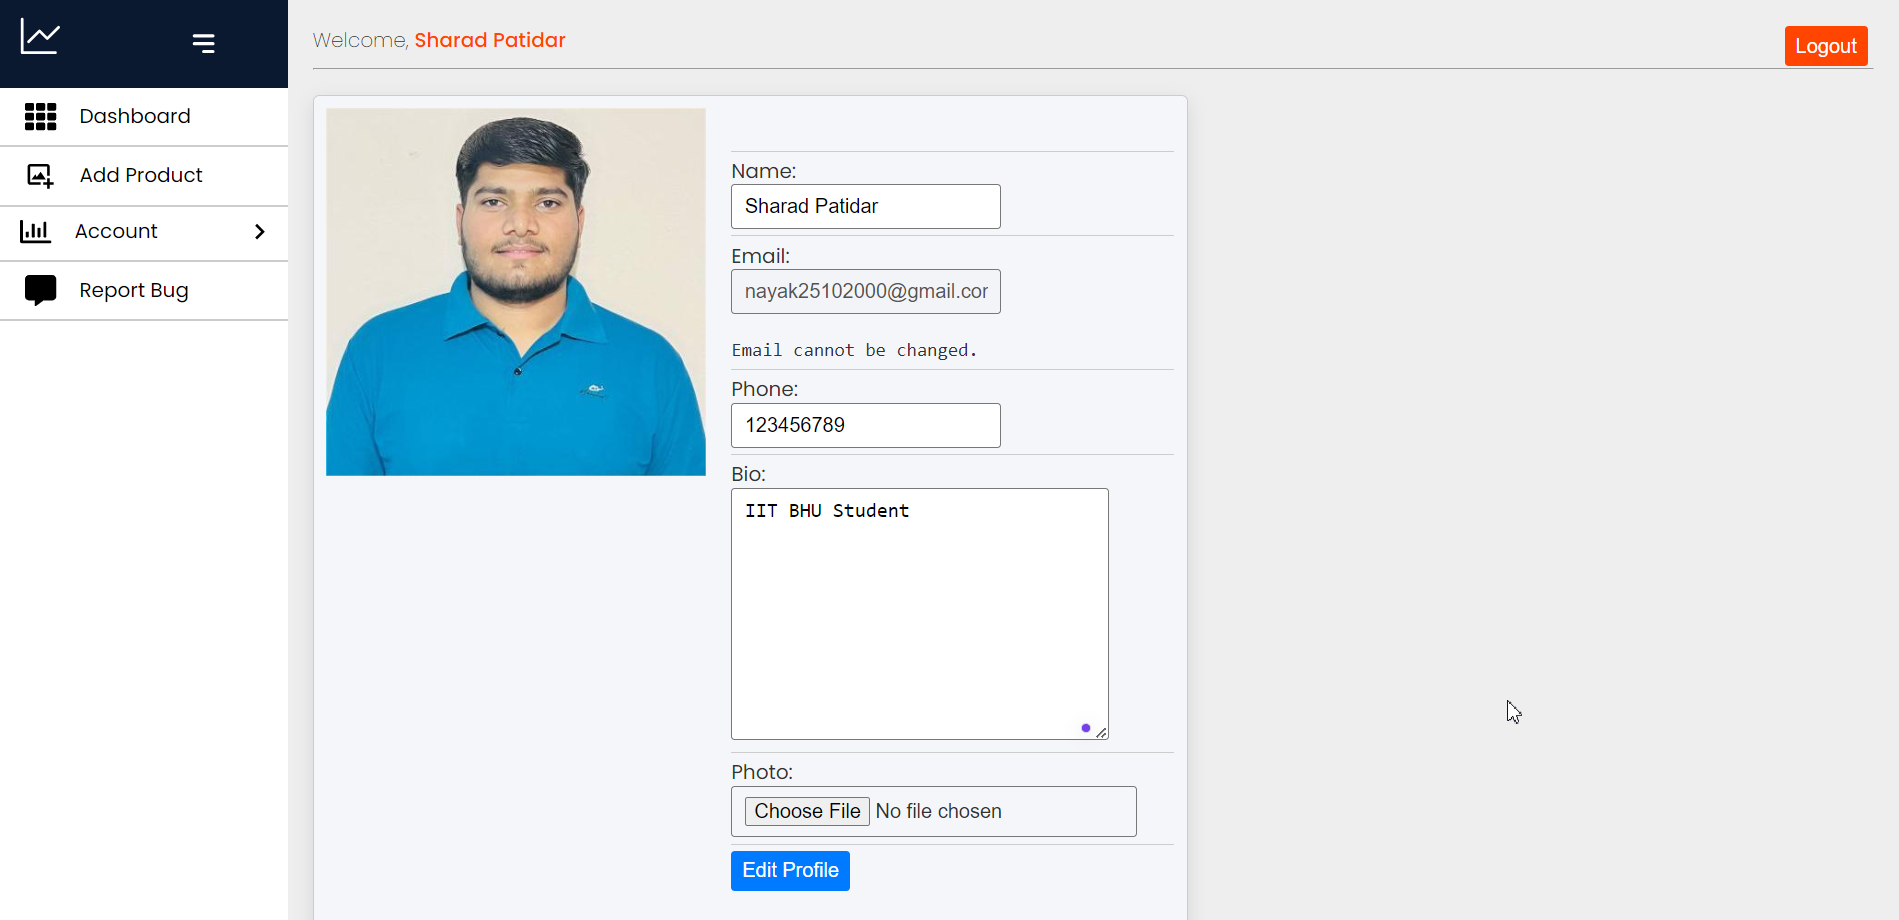 Welcome, Sharad Patidar
Logout
Dashboard
Add Product
Account
Report Bug
Name:
Sharad Patidar
Email:
nayak25102000@gmail.cor
Email cannot be changed.
Phone:
123456789
Bio:
IIT BHU Student
Photo:
Choose File No file chosen
Edit Profile